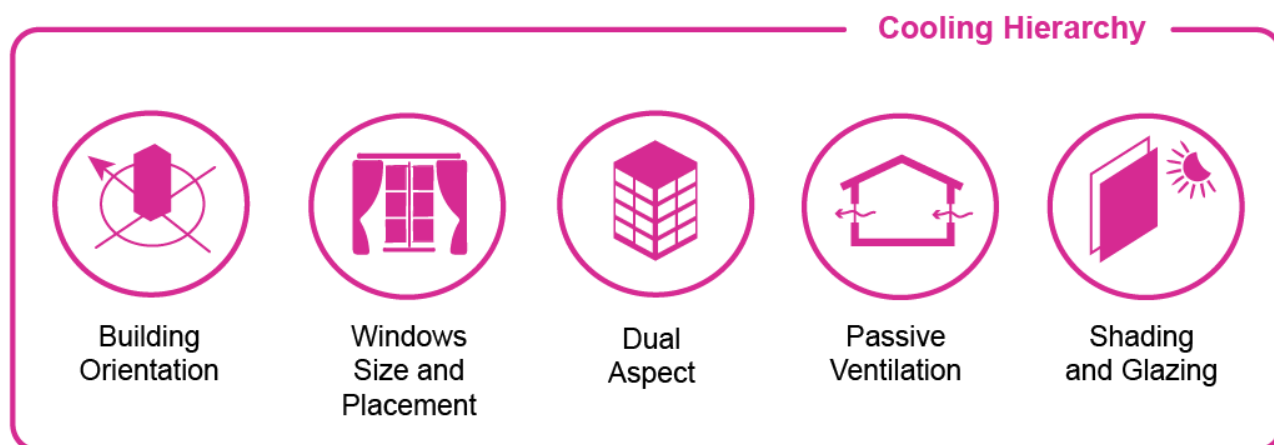 Cooling Hierarchy
Building
Orientation
Windows
Size and
Placement
Dual
Aspect
Passive
Ventilation
Shading
and Glazing